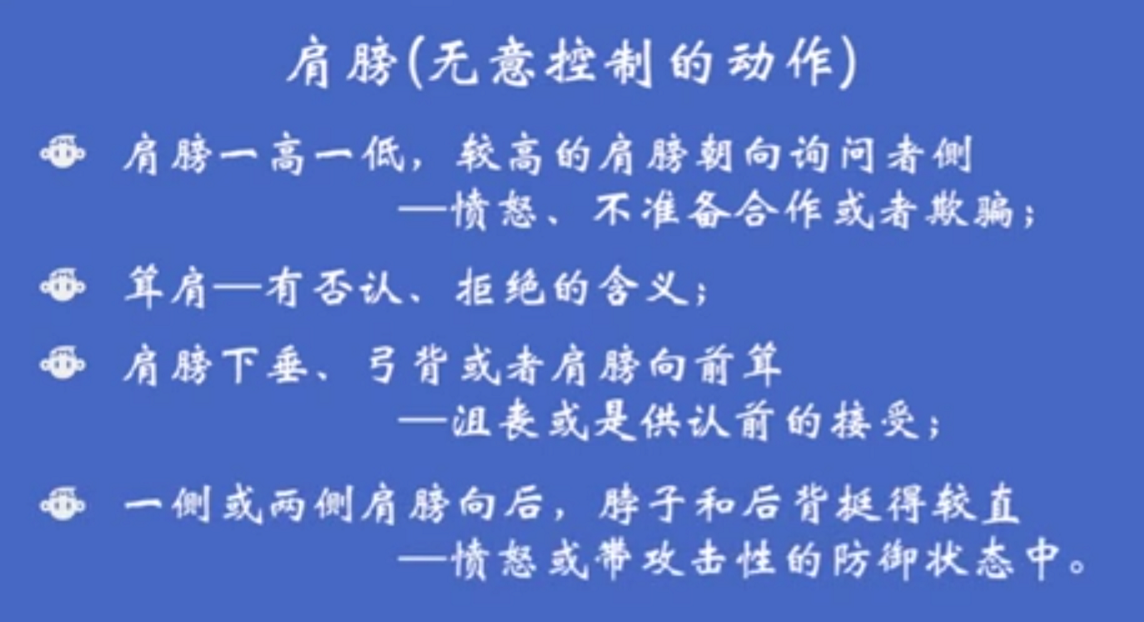 肩膀(无意控制的动作)
肩膀一高一低，较高的肩膀朝向询问者侧
—愤怒、不准备合作或者欺骗；
耸肩—有否认、拒绝的含义；
肩膀下垂、弓背或者肩膀向前耸
—沮丧或是供认前的接受；
一侧或两侧肩膀向后，脖子和后背挺得较直
—愤怒或带攻击性的防御状态中。